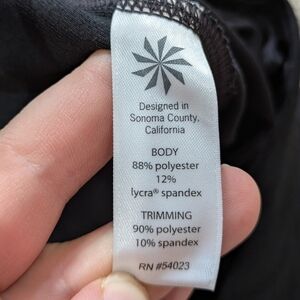 Designed in
Sonoma County,
California
BODY
88% polyester
12%
lycra® spandex
TRIMMING
90% polyester
10% spandex
RN #54023